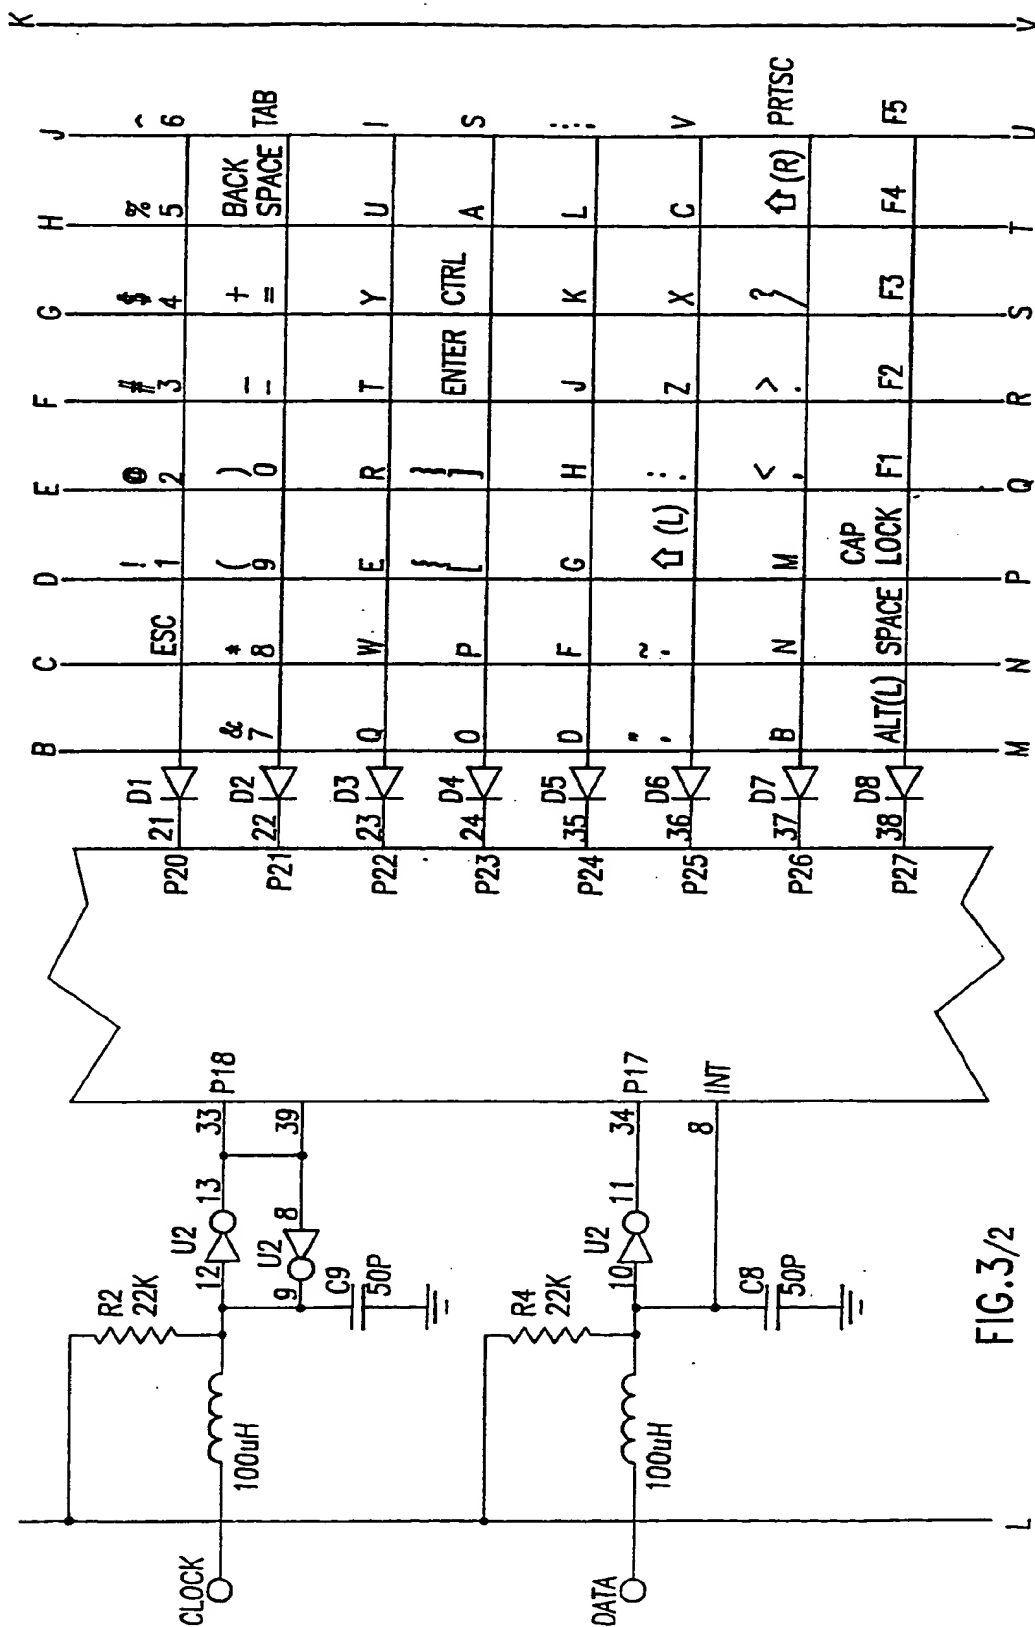 K
B C D E F G H J
! @ # $ % ^
ESC 1 2 3 4 5 6
D1
21
P20
& * ( ) _ + BACK
7 8 9 0 - = SPACE TAB
D2
22
P21
Q W E R T Y U I
D3
23
P22
{ }
O P [ ] ENTER CTRL A S
D4
24
P23
D F G H J K L
D5
35
P24
" ~
' ⇧ (L) Z X C V
D6
36
P25
< > ?
B N M , . / ⇧ (R) PRTSC
D7
37
P26
CAP
ALT(L) SPACE LOCK F1 F2 F3 F4 F5
D8
38
P27
M N P Q R S T U V
R2
22K
CLOCK
100uH
12 U2 13 33 P18
9 U2 8 39
C9
50P
R4
22K
DATA
100uH
10 U2 11 34 P17
8 INT
C8
50P
L
FIG.3/2